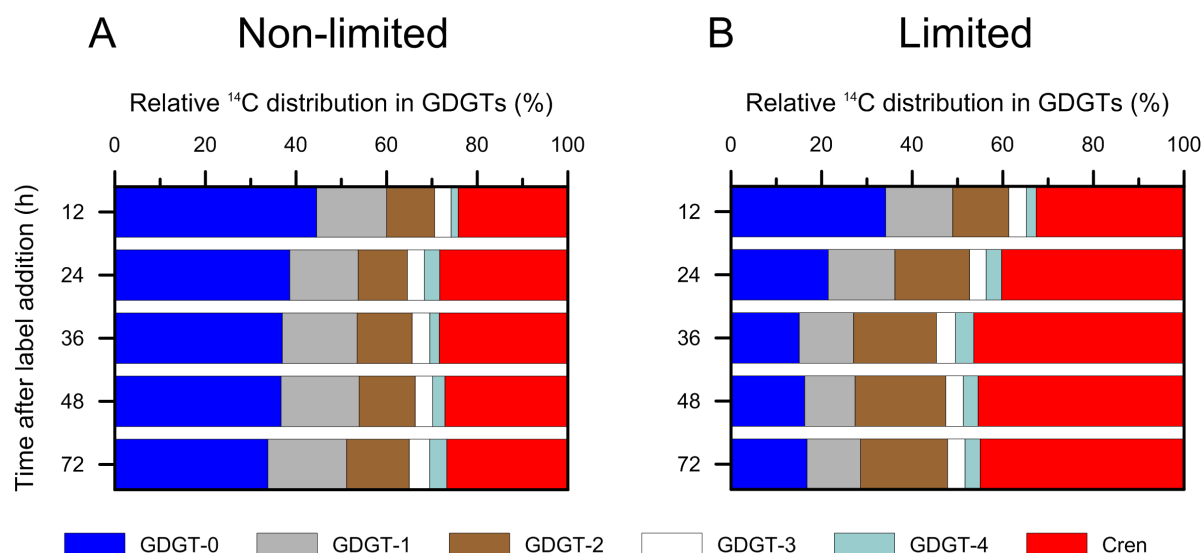 A Non-limited
Relative ¹⁴C distribution in GDGTs (%)
0 20 40 60 80 100
Time after label addition (h)
12
24
36
48
72
B Limited
Relative ¹⁴C distribution in GDGTs (%)
0 20 40 60 80 100
12
24
36
48
72
GDGT-0 GDGT-1 GDGT-2 GDGT-3 GDGT-4 Cren